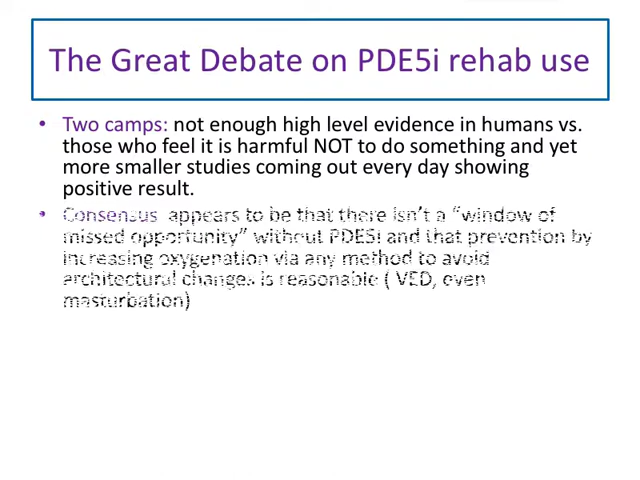 The Great Debate on PDE5i rehab use
• Two camps: not enough high level evidence in humans vs.
those who feel it is harmful NOT to do something and yet
more smaller studies coming out every day showing
positive result.
• Consensus appears to be that there isn't a "window of
missed opportunity" without PDE5i and that prevention by
increasing oxygenation via any method to avoid
architectural changes is reasonable ( VED, even
masturbation)